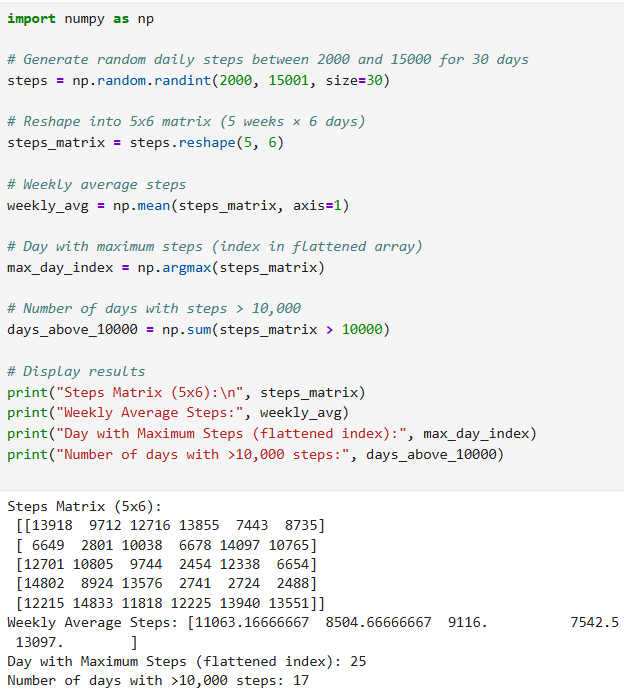 import numpy as np
# Generate random daily steps between 2000 and 15000 for 30 days
steps = np.random.randint(2000, 15001, size=30)
# Reshape into 5x6 matrix (5 weeks × 6 days)
steps_matrix = steps.reshape(5, 6)
# Weekly average steps
weekly_avg = np.mean(steps_matrix, axis=1)
# Day with maximum steps (index in flattened array)
max_day_index = np.argmax(steps_matrix)
# Number of days with steps > 10,000
days_above_10000 = np.sum(steps_matrix > 10000)
# Display results
print("Steps Matrix (5x6):\n", steps_matrix)
print("Weekly Average Steps:", weekly_avg)
print("Day with Maximum Steps (flattened index):", max_day_index)
print("Number of days with >10,000 steps:", days_above_10000)
Steps Matrix (5x6):
 [[13918  9712 12716 13855  7443  8735]
 [ 6649  2801 10038  6678 14097 10765]
 [12701 10805  9744  2454 12338  6654]
 [14802  8924 13576  2741  2724  2488]
 [12215 14833 11818 12225 13940 13551]]
Weekly Average Steps: [11063.16666667  8504.66666667  9116.          7542.5
 13097.        ]
Day with Maximum Steps (flattened index): 25
Number of days with >10,000 steps: 17